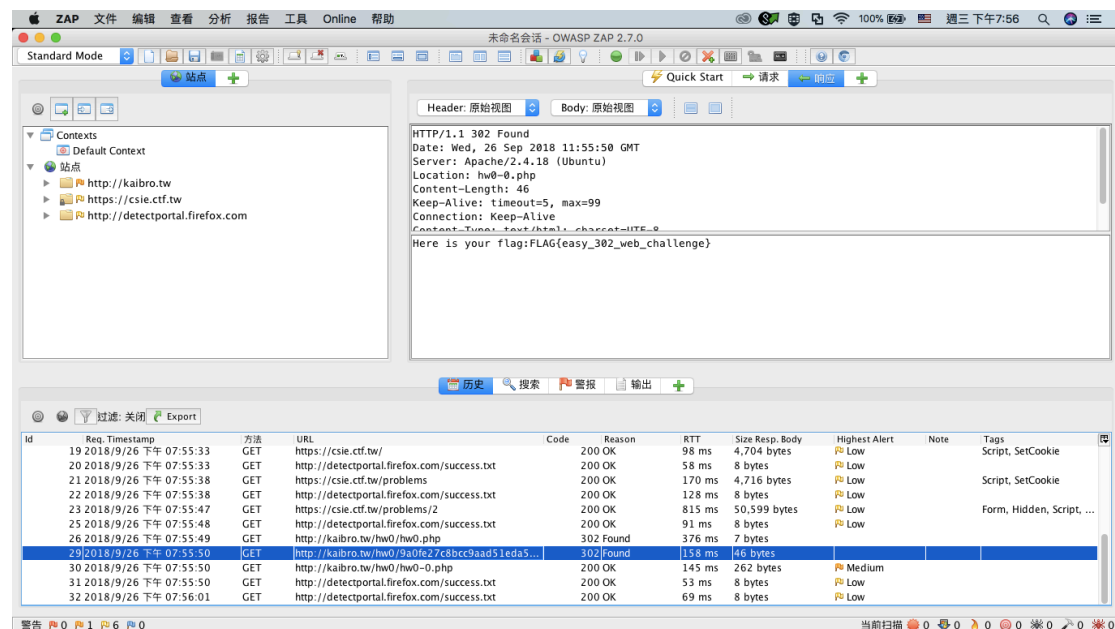 ZAP 文件 编辑 查看 分析 报告 工具 Online 帮助 100% 週三下午7:56
未命名会话 - OWASP ZAP 2.7.0
Standard Mode
站点
Quick Start 请求 响应
Header: 原始视图 Body: 原始视图
Contexts
Default Context
站点
http://kaibro.tw
https://csie.ctf.tw
http://detectportal.firefox.com
HTTP/1.1 302 Found
Date: Wed, 26 Sep 2018 11:55:50 GMT
Server: Apache/2.4.18 (Ubuntu)
Location: hw0-0.php
Content-Length: 46
Keep-Alive: timeout=5, max=99
Connection: Keep-Alive
Content-Type: text/html; charset=UTF-8
Here is your flag:FLAG{easy_302_web_challenge}
历史 搜索 警报 输出
过滤: 关闭 Export
Id Req. Timestamp 方法 URL Code Reason RTT Size Resp. Body Highest Alert Note Tags
19 2018/9/26 下午 07:55:33 GET https://csie.ctf.tw/ 200 OK 98 ms 4,704 bytes Low Script, SetCookie
20 2018/9/26 下午 07:55:33 GET http://detectportal.firefox.com/success.txt 200 OK 58 ms 8 bytes Low
21 2018/9/26 下午 07:55:38 GET https://csie.ctf.tw/problems 200 OK 170 ms 4,716 bytes Low Script, SetCookie
22 2018/9/26 下午 07:55:38 GET http://detectportal.firefox.com/success.txt 200 OK 128 ms 8 bytes Low
23 2018/9/26 下午 07:55:47 GET https://csie.ctf.tw/problems/2 200 OK 815 ms 50,599 bytes Low Form, Hidden, Script, ...
25 2018/9/26 下午 07:55:48 GET http://detectportal.firefox.com/success.txt 200 OK 91 ms 8 bytes Low
26 2018/9/26 下午 07:55:49 GET http://kaibro.tw/hw0/hw0.php 302 Found 376 ms 7 bytes
29 2018/9/26 下午 07:55:50 GET http://kaibro.tw/hw0/9a0fe27c8bcc9aad51eda5... 302 Found 158 ms 46 bytes
30 2018/9/26 下午 07:55:50 GET http://kaibro.tw/hw0/hw0-0.php 200 OK 145 ms 262 bytes Medium
31 2018/9/26 下午 07:55:50 GET http://detectportal.firefox.com/success.txt 200 OK 53 ms 8 bytes Low
32 2018/9/26 下午 07:56:01 GET http://detectportal.firefox.com/success.txt 200 OK 69 ms 8 bytes Low
警告 0 1 6 0 当前扫描 0 0 0 0 0 0 0